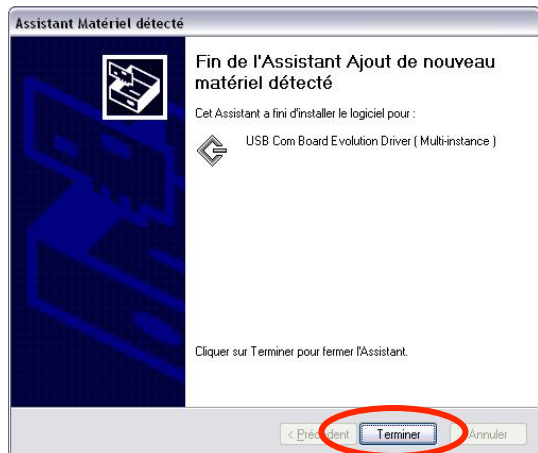 Assistant Matériel détecté
Fin de l'Assistant Ajout de nouveau
matériel détecté
Cet Assistant a fini d'installer le logiciel pour :
USB Com Board Evolution Driver ( Multi-instance )
Cliquer sur Terminer pour fermer l'Assistant.
< Précédent
Terminer
Annuler